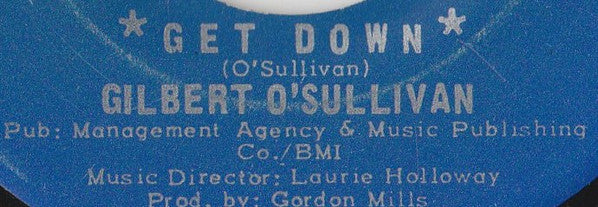 * GET DOWN *
(O'Sullivan)
GILBERT O'SULLIVAN
Pub: Management Agency & Music Publishing
Co./BMI
Music Director: Laurie Holloway
Prod. by: Gordon Mills